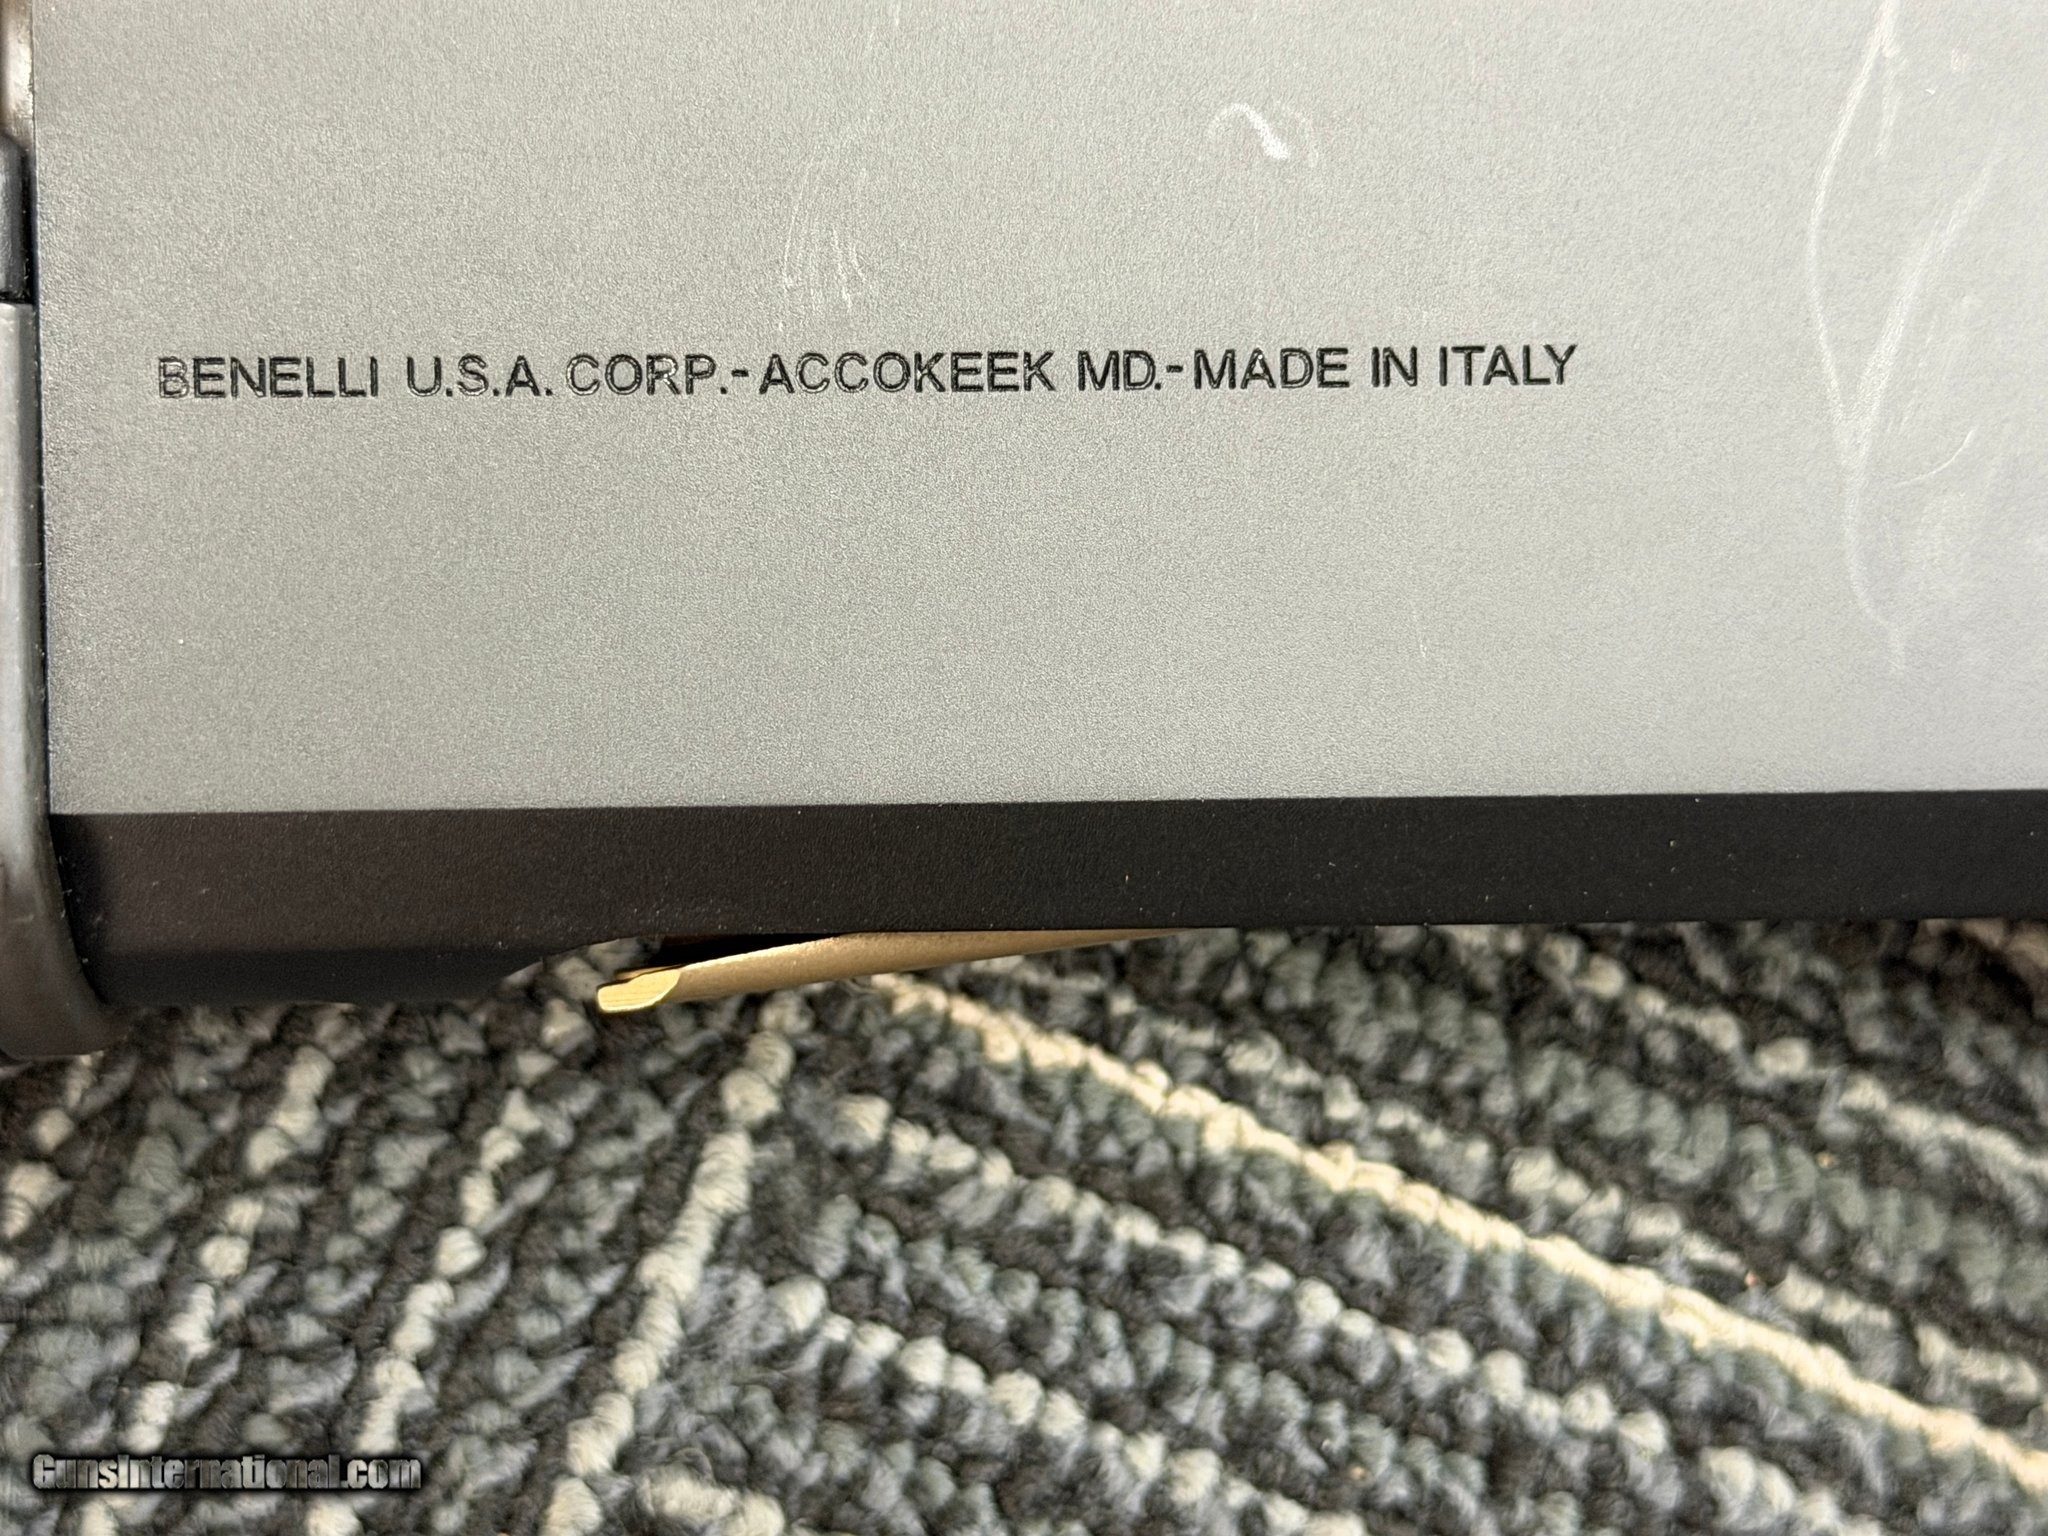 BENELLI U.S.A. CORP.-ACCOKEEK MD.-MADE IN ITALY
GunsInternational.com